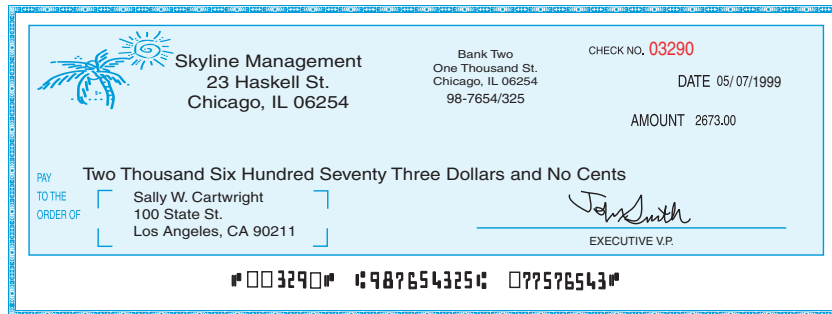 Skyline Management
23 Haskell St.
Chicago, IL 06254
Bank Two
One Thousand St.
Chicago, IL 06254
98-7654/325
CHECK NO. 03290
DATE 05/07/1999
AMOUNT 2673.00
PAY Two Thousand Six Hundred Seventy Three Dollars and No Cents
TO THE
ORDER OF
Sally W. Cartwright
100 State St.
Los Angeles, CA 90211
John Smith
EXECUTIVE V.P.
⑈003290⑈ ⑆987654325⑆ 077576543⑈